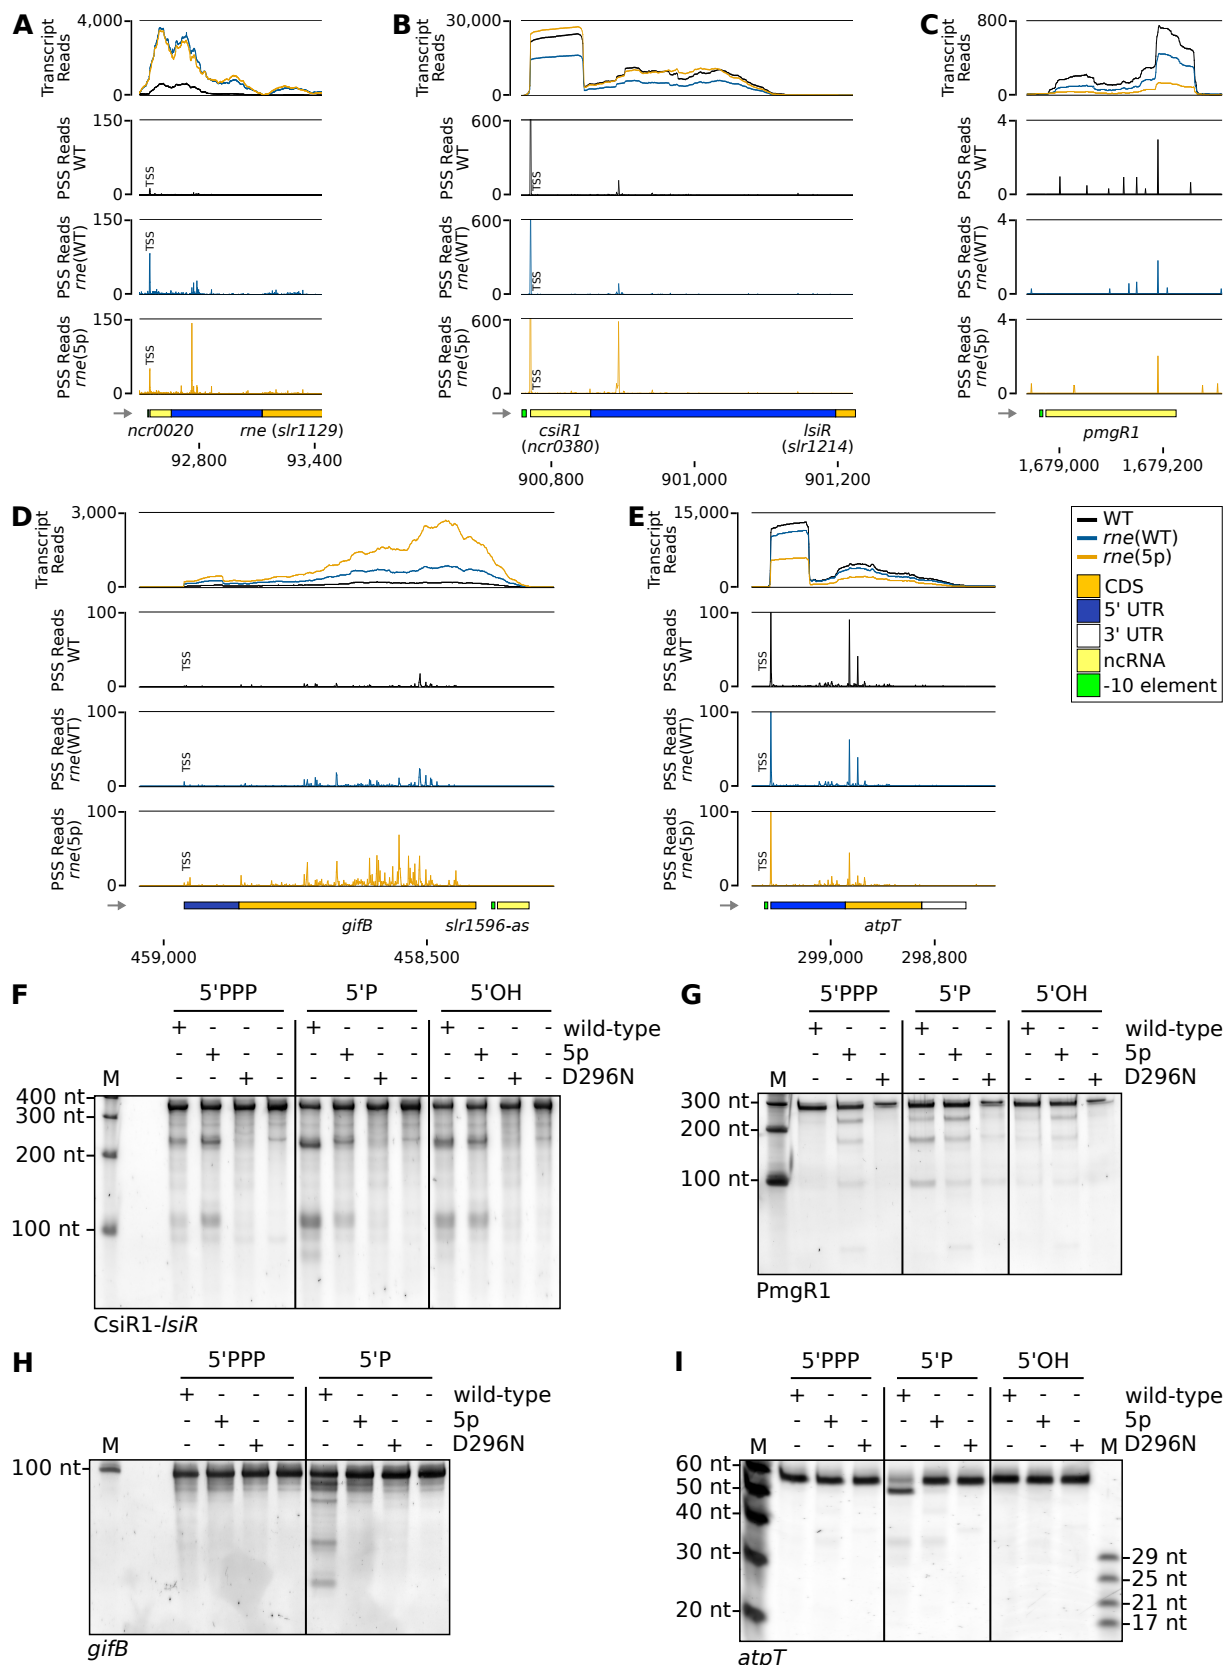 A
Transcript
Reads
4,000
0
PSS Reads
WT
150
0
TSS
PSS Reads
rne(WT)
150
0
TSS
PSS Reads
rne(5p)
150
0
TSS
ncr0020
rne (slr1129)
92,800
93,400
B
Transcript
Reads
30,000
0
PSS Reads
WT
600
0
TSS
PSS Reads
rne(WT)
600
0
TSS
PSS Reads
rne(5p)
600
0
TSS
csiR1
(ncr0380)
lsiR
(slr1214)
900,800
901,000
901,200
C
Transcript
Reads
800
0
PSS Reads
WT
4
0
PSS Reads
rne(WT)
4
0
PSS Reads
rne(5p)
4
0
pmgR1
1,679,000
1,679,200
D
Transcript
Reads
3,000
0
PSS Reads
WT
100
0
TSS
PSS Reads
rne(WT)
100
0
TSS
PSS Reads
rne(5p)
100
0
TSS
gifB
slr1596-as
459,000
458,500
E
Transcript
Reads
15,000
0
PSS Reads
WT
100
0
TSS
PSS Reads
rne(WT)
100
0
TSS
PSS Reads
rne(5p)
100
0
TSS
atpT
299,000
298,800
WT
rne(WT)
rne(5p)
CDS
5' UTR
3' UTR
ncRNA
-10 element
F
5'PPP 5'P 5'OH
+ - - - + - - - + - - - wild-type
- + - - - + - - - + - - 5p
M - - + - - - + - - - + - D296N
400 nt
300 nt
200 nt
100 nt
CsiR1-lsiR
G
5'PPP 5'P 5'OH
+ - - + - - + - - wild-type
- + - - + - - + - 5p
M - - + - - + - - + D296N
300 nt
200 nt
100 nt
PmgR1
H
5'PPP 5'P
+ - - - + - - - wild-type
- + - - - + - - 5p
M - - + - - - + - D296N
100 nt
gifB
I
5'PPP 5'P 5'OH
+ - - + - - + - - wild-type
- + - - + - - + - 5p
M - - + - - + - - + M D296N
60 nt
50 nt
40 nt
30 nt
20 nt
29 nt
25 nt
21 nt
17 nt
atpT